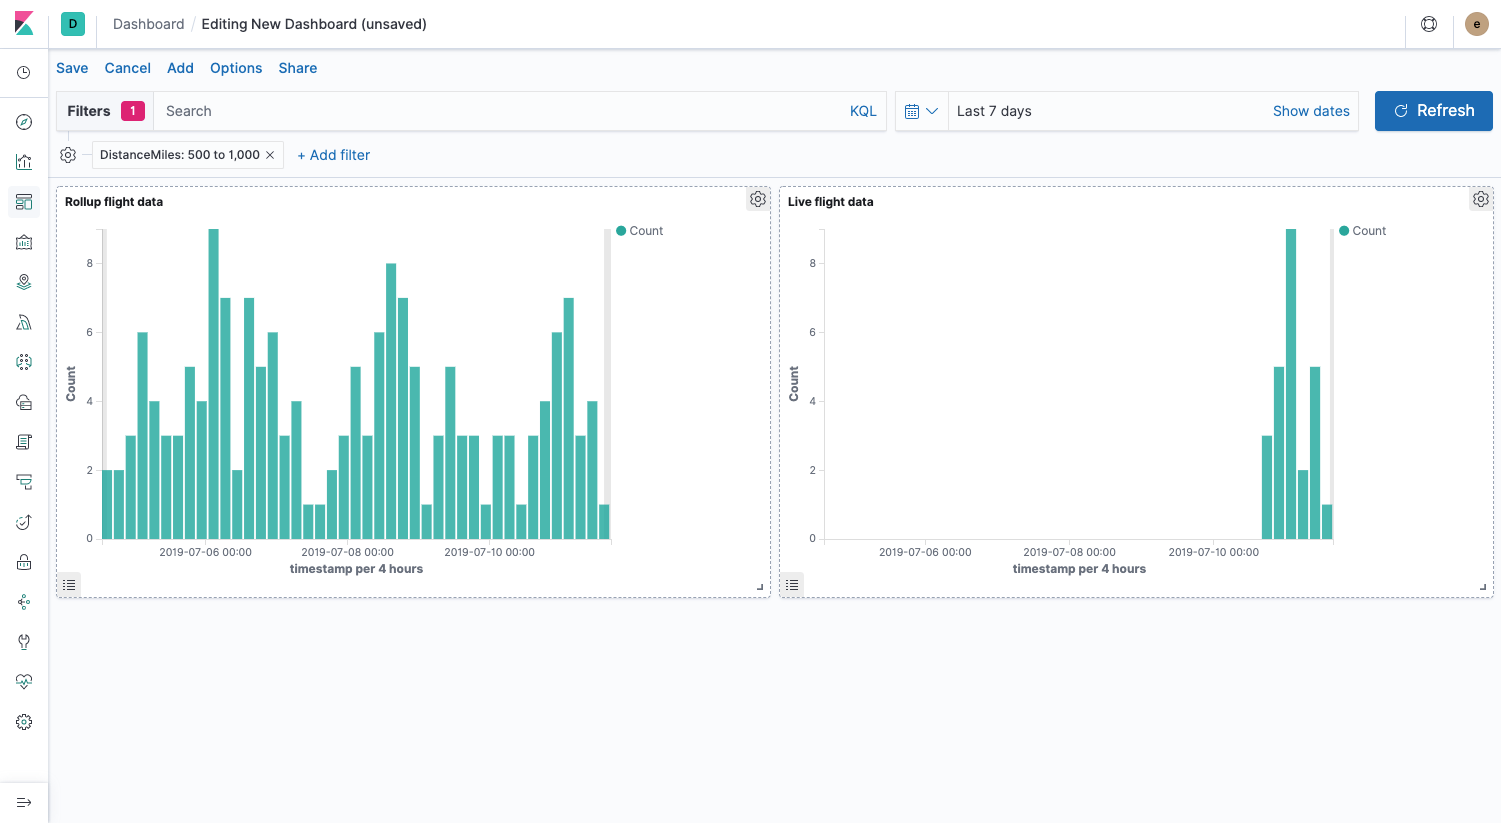 D Dashboard / Editing New Dashboard (unsaved) e
Save Cancel Add Options Share
Filters 1 Search KQL Last 7 days Show dates Refresh
DistanceMiles: 500 to 1,000 × + Add filter
Rollup flight data
Count
8
6
4
2
0
Count
2019-07-06 00:00 2019-07-08 00:00 2019-07-10 00:00
timestamp per 4 hours
Live flight data
Count
8
6
4
2
0
Count
2019-07-06 00:00 2019-07-08 00:00 2019-07-10 00:00
timestamp per 4 hours